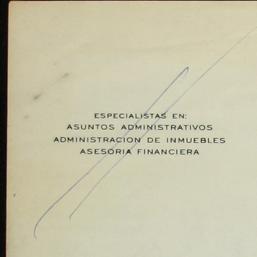 ESPECIALISTAS EN:
ASUNTOS ADMINISTRATIVOS
ADMINISTRACION DE INMUEBLES
ASESORIA FINANCIERA